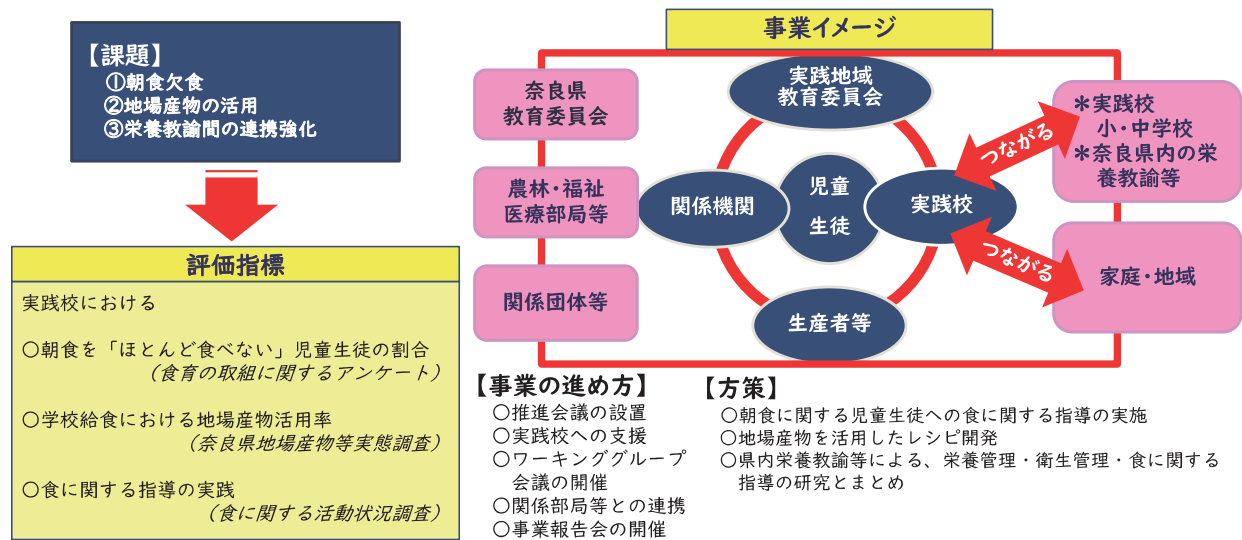 【課題】
①朝食欠食
②地場産物の活用
③栄養教諭間の連携強化
評価指標
実践校における
○朝食を「ほとんど食べない」児童生徒の割合
（食育の取組に関するアンケート）
○学校給食における地場産物活用率
（奈良県地場産物等実態調査）
○食に関する指導の実践
（食に関する活動状況調査）
事業イメージ
奈良県
教育委員会
農林・福祉
医療部局等
関係団体等
実践地域
教育委員会
関係機関
児童
生徒
実践校
生産者等
つながる
つながる
＊実践校
小・中学校
＊奈良県内の栄
養教諭等
家庭・地域
【事業の進め方】
○推進会議の設置
○実践校への支援
○ワーキンググループ
会議の開催
○関係部局等との連携
○事業報告会の開催
【方策】
○朝食に関する児童生徒への食に関する指導の実施
○地場産物を活用したレシピ開発
○県内栄養教諭等による、栄養管理・衛生管理・食に関する
指導の研究とまとめ